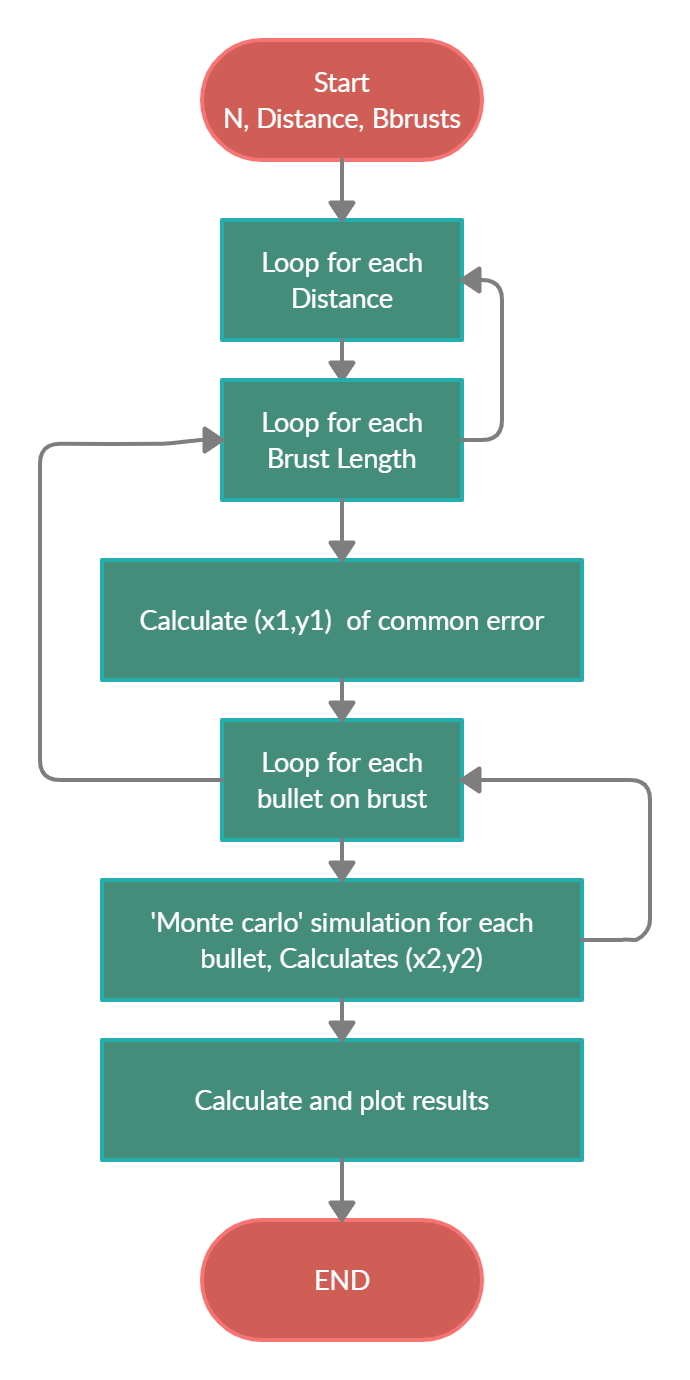 Start
N, Distance, Bbrusts
Loop for each
Distance
Loop for each
Brust Length
Calculate (x1,y1)  of common error
Loop for each
bullet on brust
'Monte carlo' simulation for each
bullet, Calculates (x2,y2)
Calculate and plot results
END